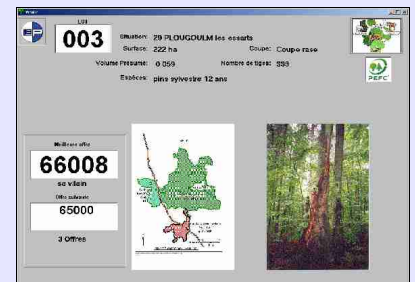 Lot
003
Situation: 29 PLOUGOULM les essarts
Surface: 222 ha Coupe: Coupe rase
Volume Présumé: 0 059 Nombre de tiges: 999
Espèces: pins sylvestre 12 ans
PEFC
Meilleure offre
66008
sa vilain
Offre suivante
65000
3 Offres